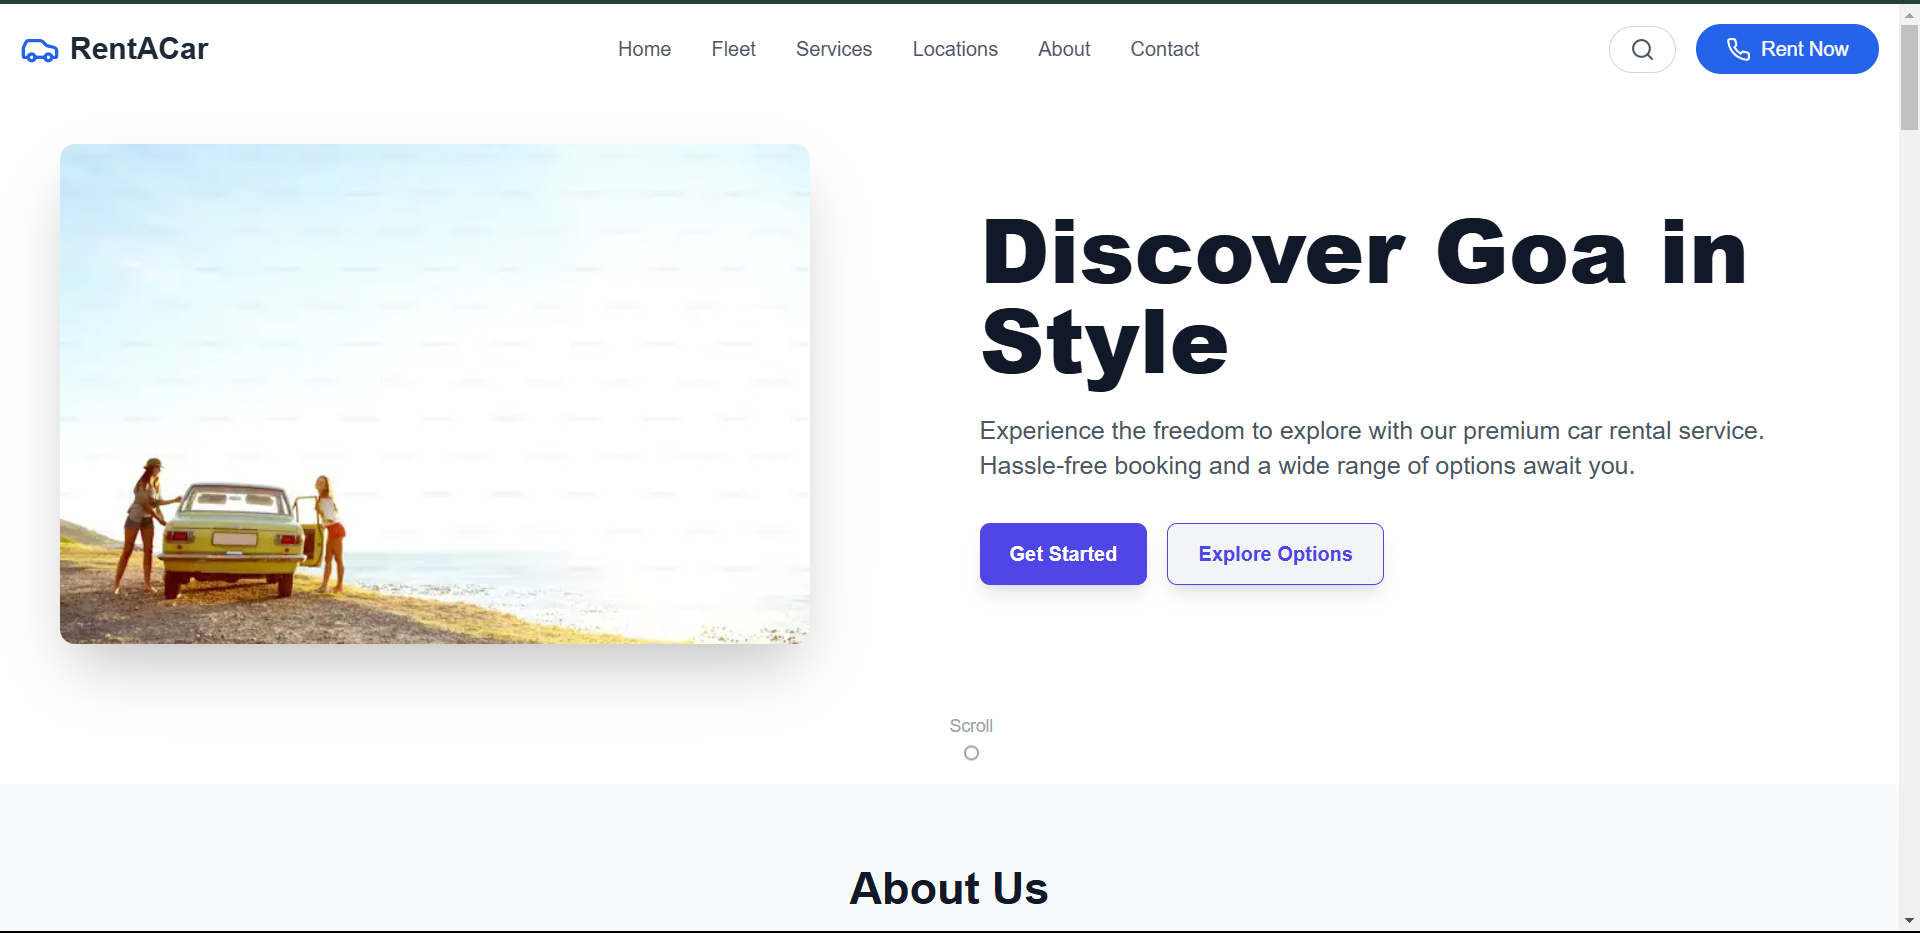 RentACar
Home
Fleet
Services
Locations
About
Contact
Rent Now
Discover Goa in
Style
Experience the freedom to explore with our premium car rental service.
Hassle-free booking and a wide range of options await you.
Get Started
Explore Options
Scroll
About Us